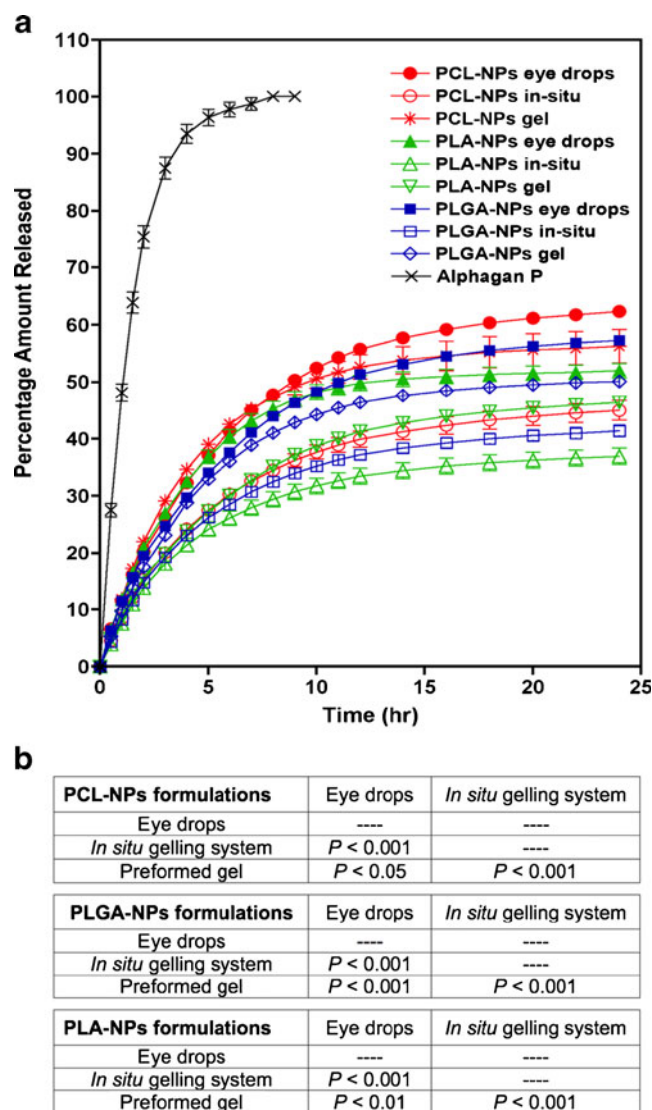 a
110
100
90
80
70
60
50
40
30
20
10
0
Percentage Amount Released
PCL-NPs eye drops
PCL-NPs in-situ
PCL-NPs gel
PLA-NPs eye drops
PLA-NPs in-situ
PLA-NPs gel
PLGA-NPs eye drops
PLGA-NPs in-situ
PLGA-NPs gel
Alphagan P
0 5 10 15 20 25
Time (hr)
b
PCL-NPs formulations Eye drops In situ gelling system
Eye drops ---- ----
In situ gelling system P < 0.001 ----
Preformed gel P < 0.05 P < 0.001
PLGA-NPs formulations Eye drops In situ gelling system
Eye drops ---- ----
In situ gelling system P < 0.001 ----
Preformed gel P < 0.001 P < 0.001
PLA-NPs formulations Eye drops In situ gelling system
Eye drops ---- ----
In situ gelling system P < 0.001 ----
Preformed gel P < 0.01 P < 0.001